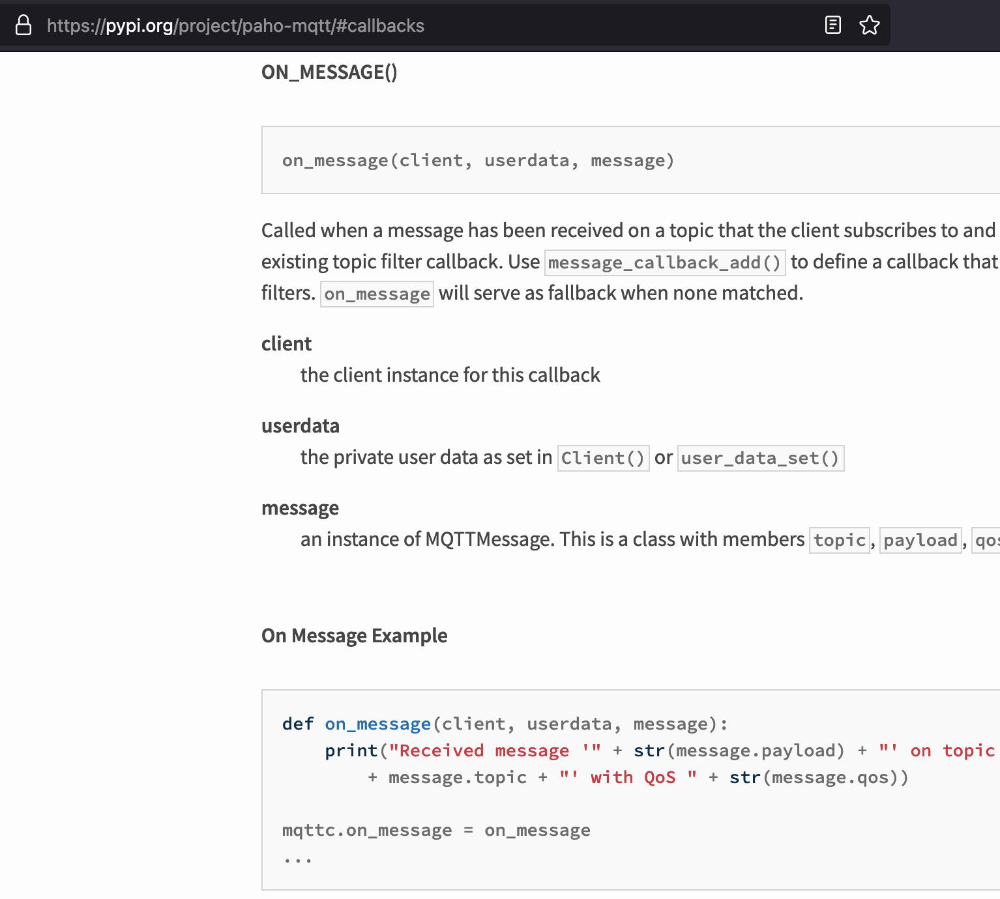 https://pypi.org/project/paho-mqtt/#callbacks
ON_MESSAGE()
on_message(client, userdata, message)
Called when a message has been received on a topic that the client subscribes to and
existing topic filter callback. Use message_callback_add() to define a callback that
filters. on_message will serve as fallback when none matched.
client
the client instance for this callback
userdata
the private user data as set in Client() or user_data_set()
message
an instance of MQTTMessage. This is a class with members topic, payload, qos
On Message Example
def on_message(client, userdata, message):
    print("Received message '" + str(message.payload) + "' on topic
        + message.topic + "' with QoS " + str(message.qos))
mqttc.on_message = on_message
...